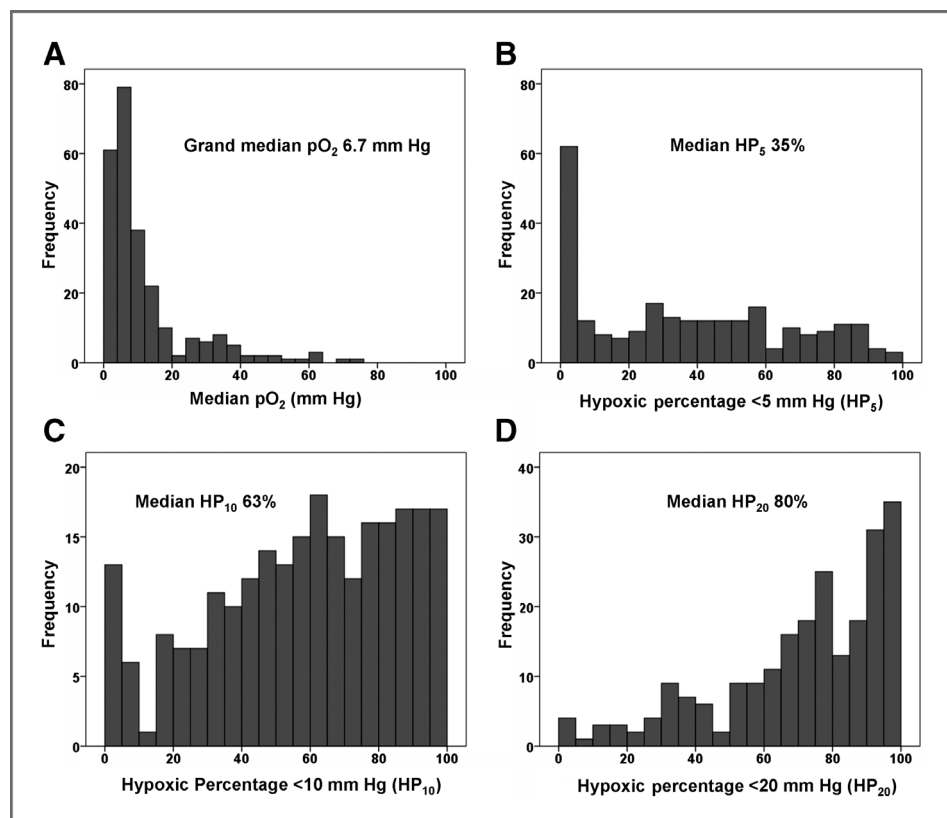 A
80
60
40
20
0
Frequency
Grand median pO₂ 6.7 mm Hg
0 20 40 60 80 100
Median pO₂ (mm Hg)
B
80
60
40
20
0
Frequency
Median HP₅ 35%
0 20 40 60 80 100
Hypoxic percentage <5 mm Hg (HP₅)
C
20
15
10
5
0
Frequency
Median HP₁₀ 63%
0 20 40 60 80 100
Hypoxic Percentage <10 mm Hg (HP₁₀)
D
40
30
20
10
0
Frequency
Median HP₂₀ 80%
0 20 40 60 80 100
Hypoxic percentage <20 mm Hg (HP₂₀)